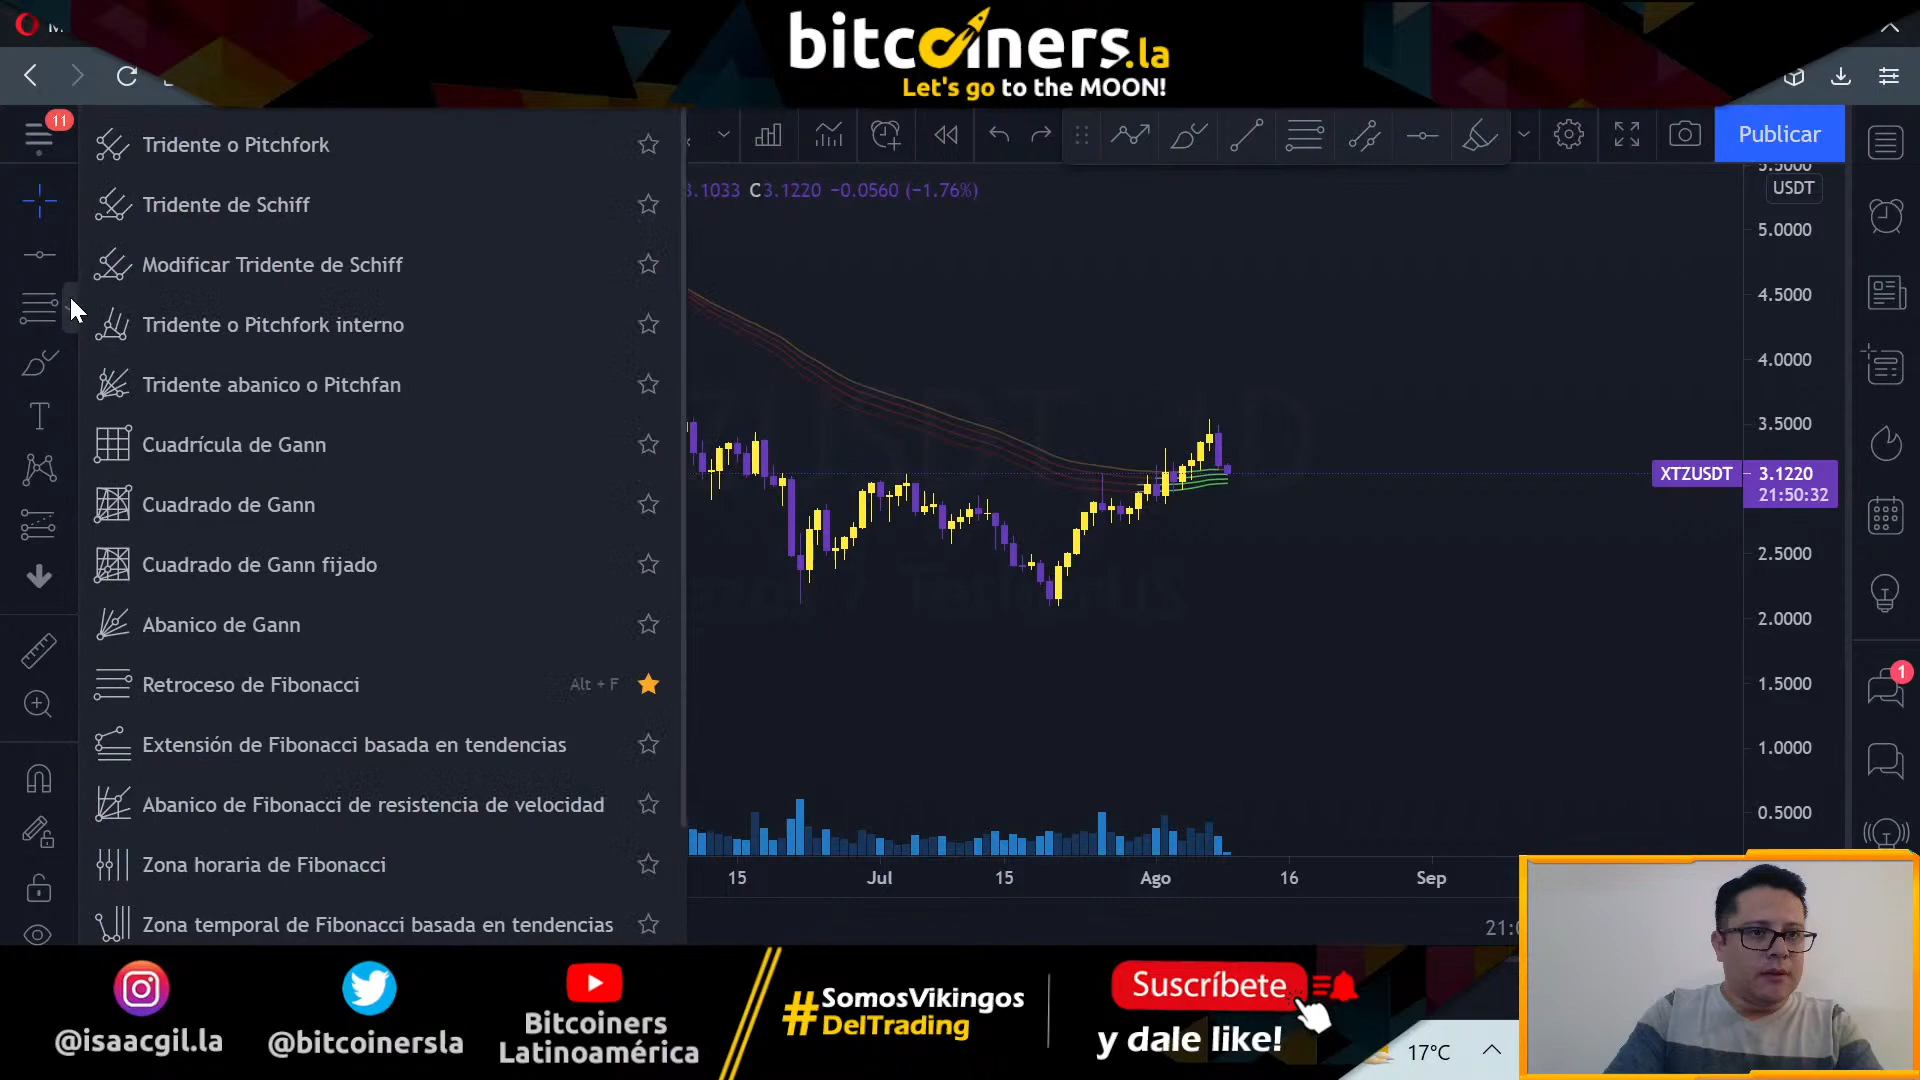 bitcoiners.la
Let's go to the MOON!
11
Publicar
3.1033 C3.1220 −0.0560 (−1.76%)
USDT
5.5000
5.0000
4.5000
4.0000
3.5000
XTZUSDT
3.1220
21:50:32
2.5000
2.0000
1.5000
1.0000
0.5000
1
Tridente o Pitchfork
Tridente de Schiff
Modificar Tridente de Schiff
Tridente o Pitchfork interno
Tridente abanico o Pitchfan
Cuadrícula de Gann
Cuadrado de Gann
Cuadrado de Gann fijado
Abanico de Gann
Retroceso de Fibonacci Alt + F
Extensión de Fibonacci basada en tendencias
Abanico de Fibonacci de resistencia de velocidad
Zona horaria de Fibonacci
Zona temporal de Fibonacci basada en tendencias
15 Jul 15 Ago 16 Sep
@isaacgil.la
@bitcoinersla
Bitcoiners
Latinoamérica
#SomosVikingos
DelTrading
Suscríbete
y dale like!
17°C